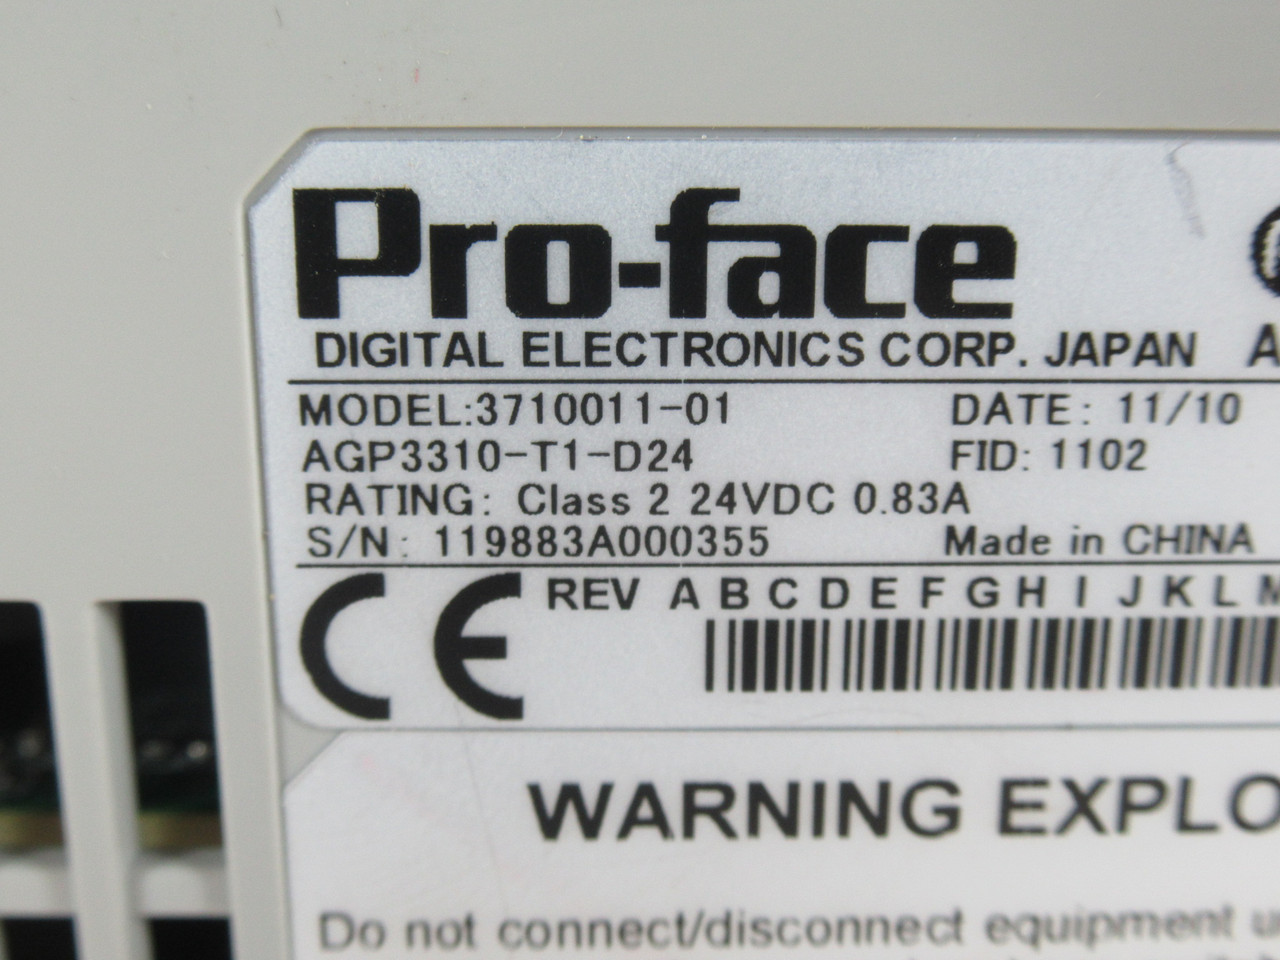 Pro-face
DIGITAL ELECTRONICS CORP. JAPAN
MODEL:3710011-01 DATE: 11/10
AGP3310-T1-D24 FID: 1102
RATING: Class 2 24VDC 0.83A
S/N: 119883A000355 Made in CHINA
CE REV A B C D E F G H I J K L M
WARNING EXPLO
Do not connect/disconnect equipment u